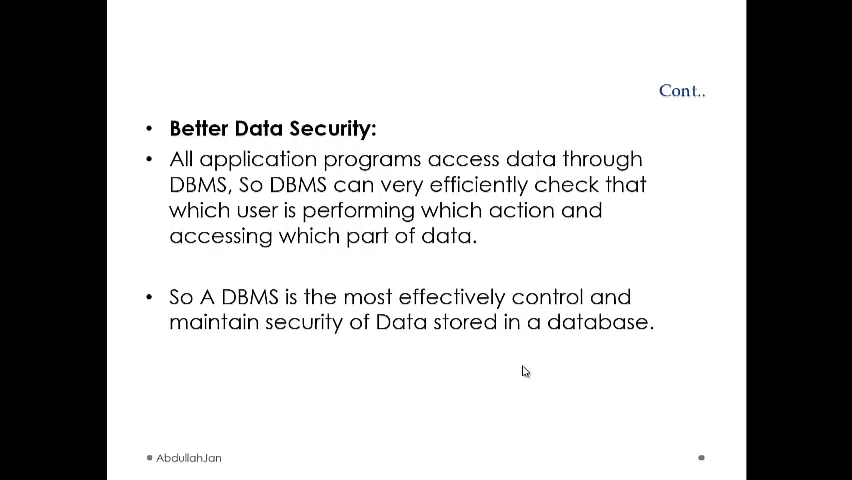 Cont..
• Better Data Security:
• All application programs access data through
DBMS, So DBMS can very efficiently check that
which user is performing which action and
accessing which part of data.
• So A DBMS is the most effectively control and
maintain security of Data stored in a database.
AbdullahJan